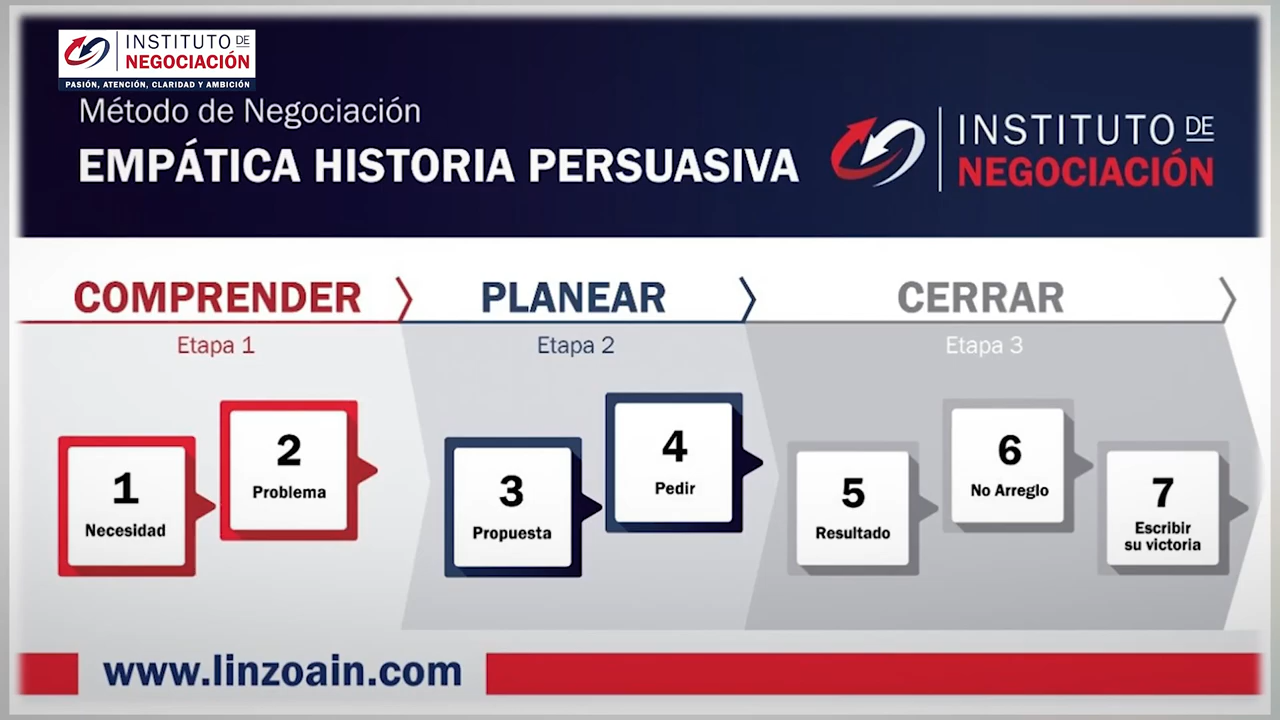 INSTITUTO DE
NEGOCIACIÓN
PASIÓN, ATENCIÓN, CLARIDAD Y AMBICIÓN
Método de Negociación
EMPÁTICA HISTORIA PERSUASIVA
INSTITUTO DE
NEGOCIACIÓN
COMPRENDER
Etapa 1
PLANEAR
Etapa 2
CERRAR
Etapa 3
1
Necesidad
2
Problema
3
Propuesta
4
Pedir
5
Resultado
6
No Arreglo
7
Escribir
su victoria
www.linzoain.com